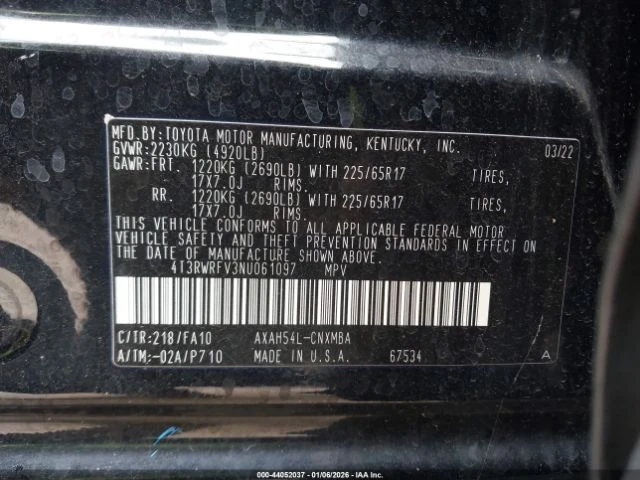 MFD.BY:TOYOTA MOTOR MANUFACTURING, KENTUCKY, INC. 03/22
GVWR:2230KG (4920LB)
GAWR:FRT. 1220KG (2690LB) WITH 225/65R17 TIRES,
17X7.0J RIMS.
RR. 1220KG (2690LB) WITH 225/65R17 TIRES,
17X7.0J RIMS.
THIS VEHICLE CONFORMS TO ALL APPLICABLE FEDERAL MOTOR
VEHICLE SAFETY AND THEFT PREVENTION STANDARDS IN EFFECT ON
THE DATE OF MANUFACTURE SHOWN ABOVE.
4T3RWRFV3NU061097 MPV
C/TR:218/FA10 AXAH54L-CNXMBA
A/TM:-02A/P710 MADE IN U.S.A. 67534 A
000-44052037 - 01/06/2026 - IAA Inc.